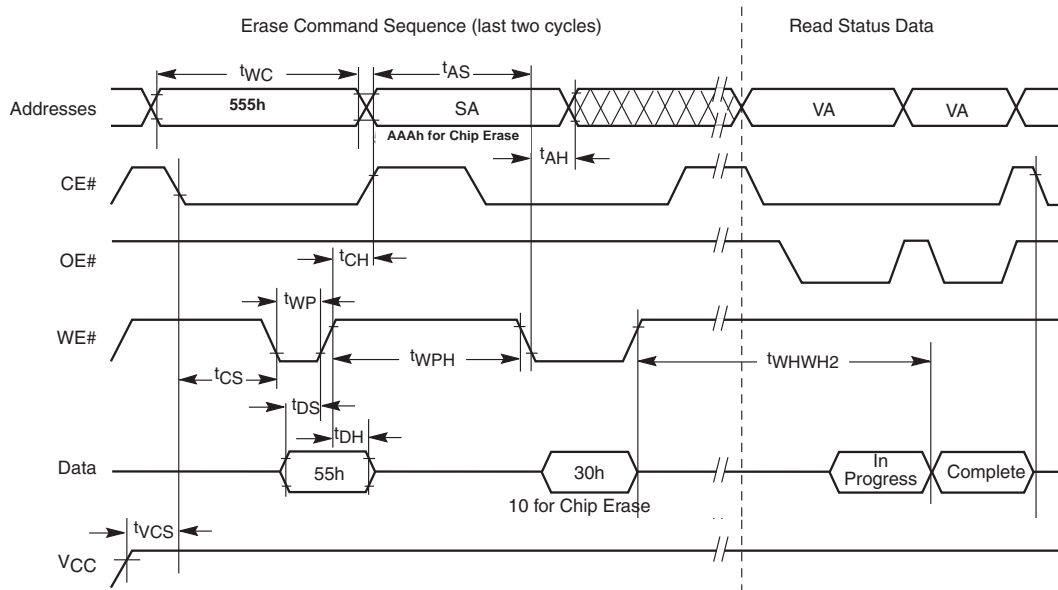 Erase Command Sequence (last two cycles)
Read Status Data
tWC
tAS
Addresses
555h
SA
VA
VA
AAAh for Chip Erase
tAH
CE#
OE#
tCH
tWP
WE#
tWPH
tWHWH2
tCS
tDS
tDH
Data
55h
30h
In
Progress
Complete
10 for Chip Erase
tVCS
VCC